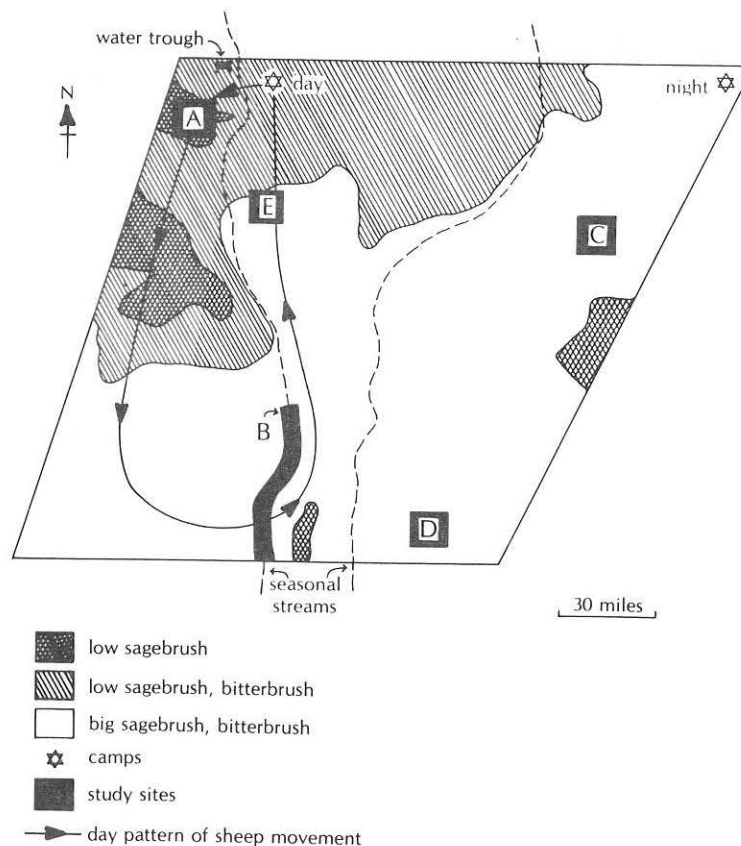 water trough
N
day
night
A
E
C
B
D
seasonal
streams
30 miles
low sagebrush
low sagebrush, bitterbrush
big sagebrush, bitterbrush
camps
study sites
day pattern of sheep movement